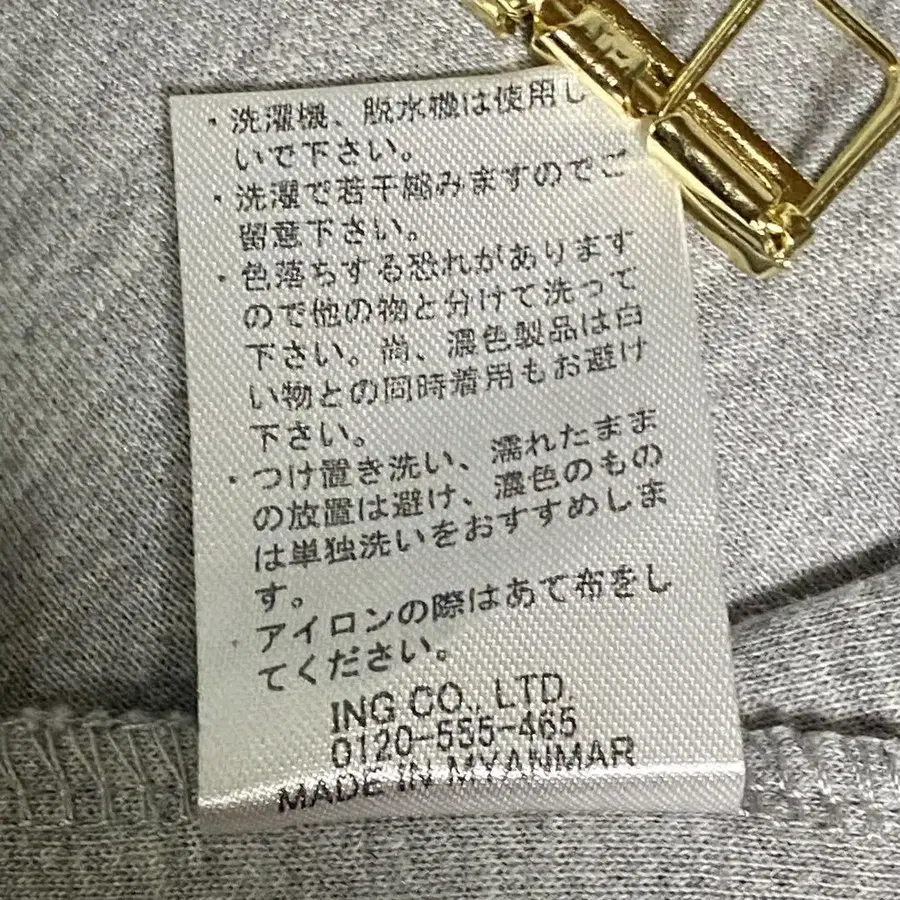 ・洗濯機、脱水機は使用し
いで下さい。
・洗濯で若干縮みますのでご
留意下さい。
・色落ちする恐れがあります
ので他の物と分けて洗って
下さい。尚、濃色製品は白
い物との同時着用もお避け
下さい。
・つけ置き洗い、濡れたまま
の放置は避け、濃色のもの
は単独洗いをおすすめしま
す。
・アイロンの際はあて布をし
てください。
ING CO., LTD.
0120-555-465
MADE IN MYANMAR